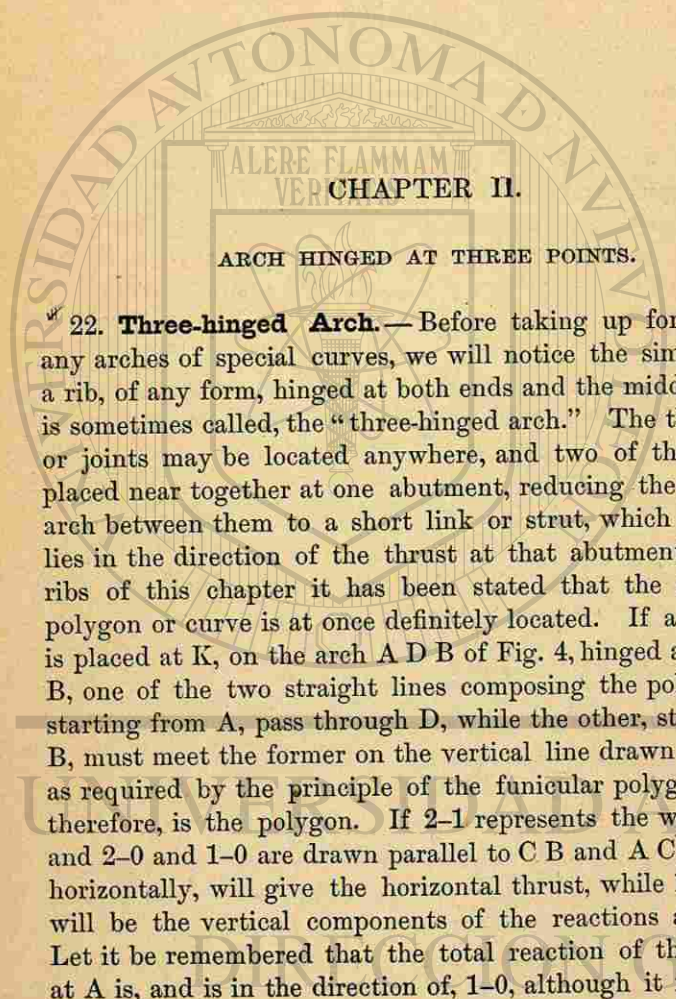 CHAPTER II.
ARCH HINGED AT THREE POINTS.
22. Three-hinged Arch.—Before taking up for
any arches of special curves, we will notice the sim
a rib, of any form, hinged at both ends and the midd
is sometimes called, the “three-hinged arch.” The t
or joints may be located anywhere, and two of th
placed near together at one abutment, reducing the
arch between them to a short link or strut, which
lies in the direction of the thrust at that abutment
ribs of this chapter it has been stated that the
polygon or curve is at once definitely located. If a
is placed at K, on the arch A D B of Fig. 4, hinged a
B, one of the two straight lines composing the po
starting from A, pass through D, while the other, st
B, must meet the former on the vertical line drawn
as required by the principle of the funicular polyg
therefore, is the polygon. If 2–1 represents the w
and 2–0 and 1–0 are drawn parallel to C B and A C
horizontally, will give the horizontal thrust, while
will be the vertical components of the reactions a
Let it be remembered that the total reaction of th
at A is, and is in the direction of, 1–0, although it
UNIVERSIDAD AVTONOMA D NVEV
ALERE FLAMMAM
VERITATIS
UNIVERSIDAD A
DIRECCIÓN G